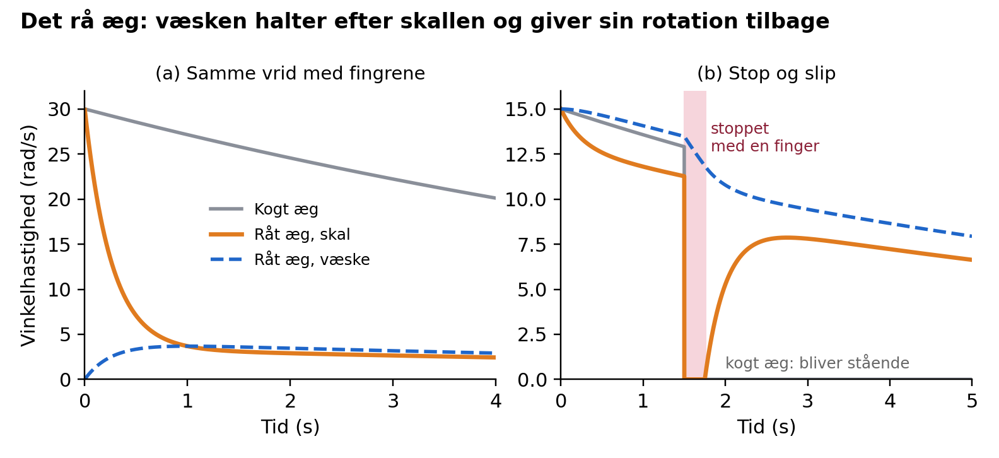 Det rå æg: væsken halter efter skallen og giver sin rotation tilbage
(a) Samme vrid med fingrene
Vinkelhastighed (rad/s)
30
25
20
15
10
5
0
Kogt æg
Råt æg, skal
Råt æg, væske
0 1 2 3 4
Tid (s)
(b) Stop og slip
15.0
12.5
10.0
7.5
5.0
2.5
0.0
stoppet
med en finger
kogt æg: bliver stående
0 1 2 3 4 5
Tid (s)